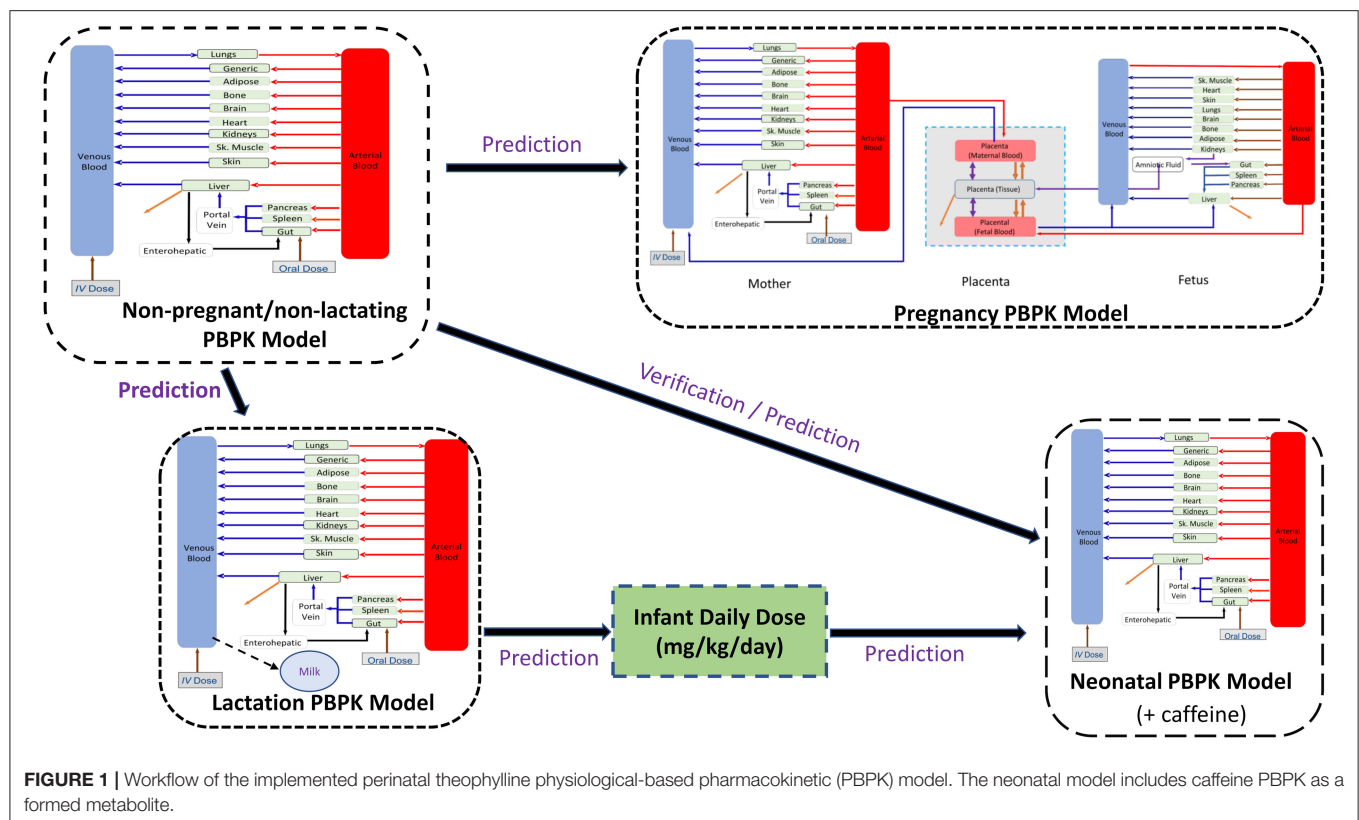 Lungs
Generic
Adipose
Bone
Brain
Heart
Kidneys
Sk. Muscle
Skin
Venous
Blood
Arterial
Blood
Liver
Portal
Vein
Pancreas
Spleen
Gut
Enterohepatic
Oral Dose
IV Dose
Non-pregnant/non-lactating
PBPK Model
Prediction
Lungs
Generic
Adipose
Bone
Brain
Heart
Kidneys
Sk. Muscle
Skin
Venous
Blood
Arterial
Blood
Liver
Portal
Vein
Pancreas
Spleen
Gut
Enterohepatic
Oral Dose
IV Dose
Mother
Placenta
(Maternal Blood)
Placenta (Tissue)
Placental
(Fetal Blood)
Placenta
Sk. Muscle
Heart
Skin
Lungs
Brain
Bone
Adipose
Kidneys
Venous
Blood
Arterial
Blood
Amniotic Fluid
Gut
Spleen
Pancreas
Liver
Fetus
Pregnancy PBPK Model
Prediction
Verification / Prediction
Lungs
Generic
Adipose
Bone
Brain
Heart
Kidneys
Sk. Muscle
Skin
Venous
Blood
Arterial
Blood
Liver
Portal
Vein
Pancreas
Spleen
Gut
Enterohepatic
Oral Dose
IV Dose
Milk
Lactation PBPK Model
Prediction
Infant Daily Dose
(mg/kg/day)
Prediction
Lungs
Generic
Adipose
Bone
Brain
Heart
Kidneys
Sk. Muscle
Skin
Venous
Blood
Arterial
Blood
Liver
Portal
Vein
Pancreas
Spleen
Gut
Enterohepatic
Oral Dose
IV Dose
Neonatal PBPK Model
(+ caffeine)
FIGURE 1 | Workflow of the implemented perinatal theophylline physiological-based pharmacokinetic (PBPK) model. The neonatal model includes caffeine PBPK as a
formed metabolite.